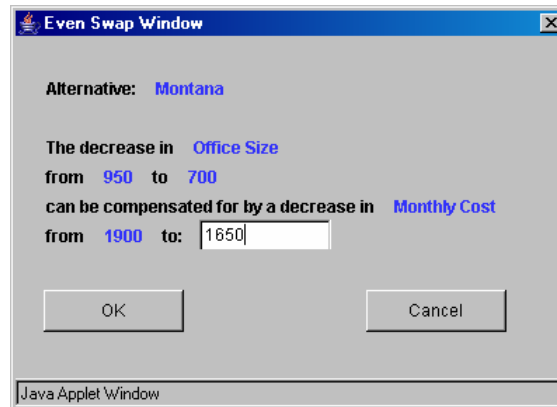 Even Swap Window
Alternative: Montana
The decrease in Office Size
from 950 to 700
can be compensated for by a decrease in Monthly Cost
from 1900 to: 1650
OK Cancel
Java Applet Window